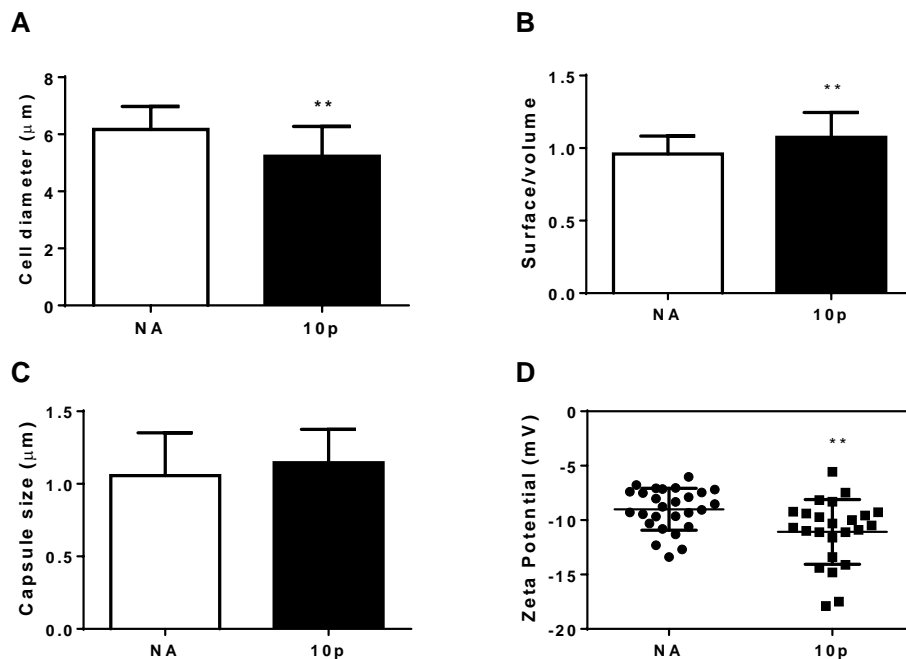 A
Cell diameter (μm)
8
6
4
2
0
**
NA
10p
B
Surface/volume
1.5
1.0
0.5
0.0
**
NA
10p
C
Capsule size (μm)
1.5
1.0
0.5
0.0
NA
10p
D
Zeta Potential (mV)
0
-5
-10
-15
-20
**
NA
10p